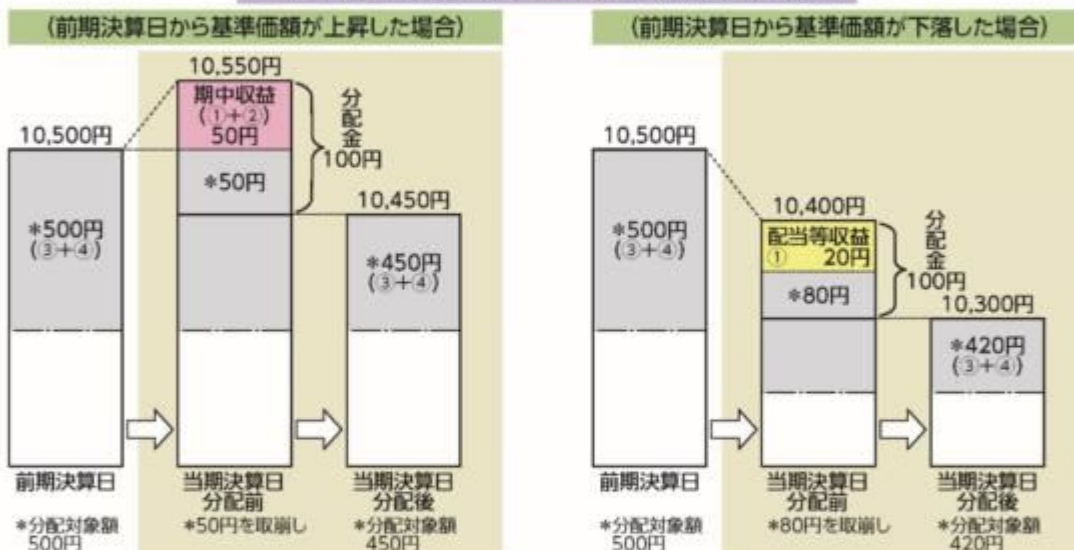 (前期決算日から基準価額が上昇した場合)
10,500円
*500円
(③+④)
前期決算日
*分配対象額
500円
10,550円
期中収益
(①+②)
50円
*50円
分配金
100円
当期決算日
分配前
*50円を取崩し
10,450円
*450円
(③+④)
当期決算日
分配後
*分配対象額
450円
(前期決算日から基準価額が下落した場合)
10,500円
*500円
(③+④)
前期決算日
*分配対象額
500円
10,400円
配当等収益
① 20円
*80円
分配金
100円
当期決算日
分配前
*80円を取崩し
10,300円
*420円
(③+④)
当期決算日
分配後
*分配対象額
420円